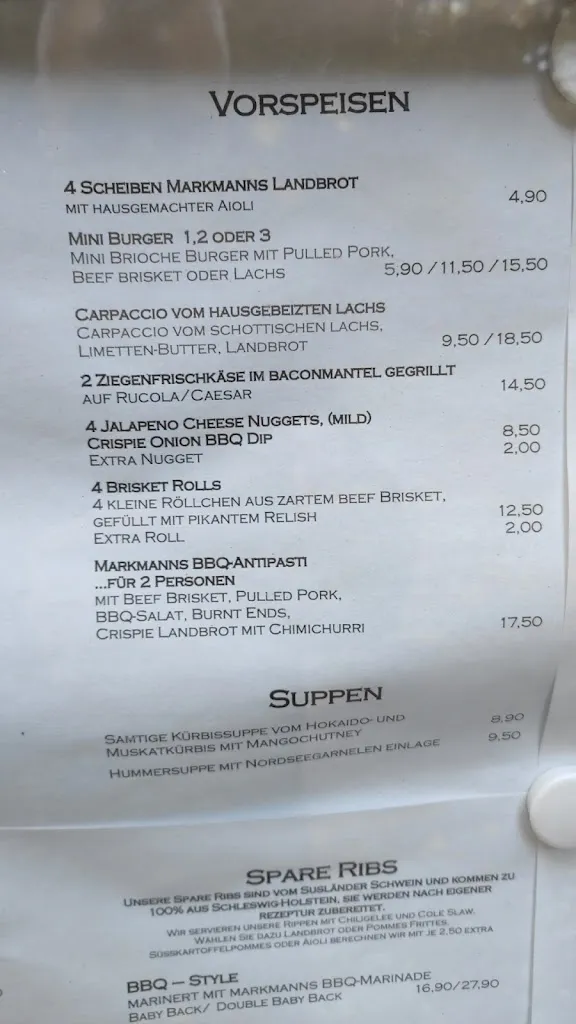 VORSPEISEN
4 SCHEIBEN MARKMANNS LANDBROT
MIT HAUSGEMACHTER AIOLI 4,90
MINI BURGER 1,2 ODER 3
MINI BRIOCHE BURGER MIT PULLED PORK,
BEEF BRISKET ODER LACHS 5,90 / 11,50 / 15,50
CARPACCIO VOM HAUSGEBEIZTEN LACHS
CARPACCIO VOM SCHOTTISCHEN LACHS,
LIMETTEN-BUTTER, LANDBROT 9,50 / 18,50
2 ZIEGENFRISCHKÄSE IM BACONMANTEL GEGRILLT
AUF RUCOLA/CAESAR 14,50
4 JALAPENO CHEESE NUGGETS, (MILD)
CRISPIE ONION BBQ DIP 8,50
EXTRA NUGGET 2,00
4 BRISKET ROLLS
4 KLEINE RÖLLCHEN AUS ZARTEM BEEF BRISKET,
GEFÜLLT MIT PIKANTEM RELISH 12,50
EXTRA ROLL 2,00
MARKMANNS BBQ-ANTIPASTI
...FÜR 2 PERSONEN
MIT BEEF BRISKET, PULLED PORK,
BBQ-SALAT, BURNT ENDS,
CRISPIE LANDBROT MIT CHIMICHURRI 17,50
SUPPEN
SAMTIGE KÜRBISSUPPE VOM HOKAIDO- UND 8,90
MUSKATKÜRBIS MIT MANGOCHUTNEY
HUMMERSUPPE MIT NORDSEEGARNELEN EINLAGE 9,50
SPARE RIBS
UNSERE SPARE RIBS SIND VOM SUSLÄNDER SCHWEIN UND KOMMEN ZU
100% AUS SCHLESWIG-HOLSTEIN, SIE WERDEN NACH EIGENER
REZEPTUR ZUBEREITET.
WIR SERVIEREN UNSERE RIPPEN MIT CHILIGELEE UND COLE SLAW.
WÄHLEN SIE DAZU LANDBROT ODER POMMES FRITTES.
SÜSSKARTOFFELPOMMES ODER AIOLI BERECHNEN WIR MIT JE 2,50 EXTRA
BBQ – STYLE
MARINERT MIT MARKMANNS BBQ-MARINADE
BABY BACK/ DOUBLE BABY BACK 16,90/27,90